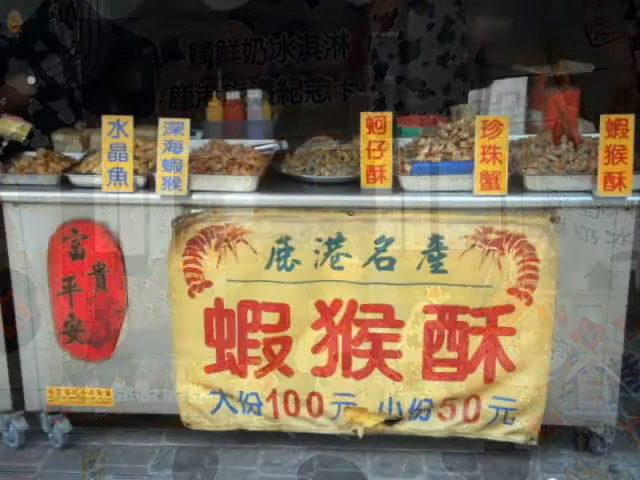 鮮奶冰淇淋
水晶魚
深海蝦猴
蚵仔酥
珍珠蟹
蝦猴酥
富貴平安
鹿港名產
蝦猴酥
大份100元 小份50元